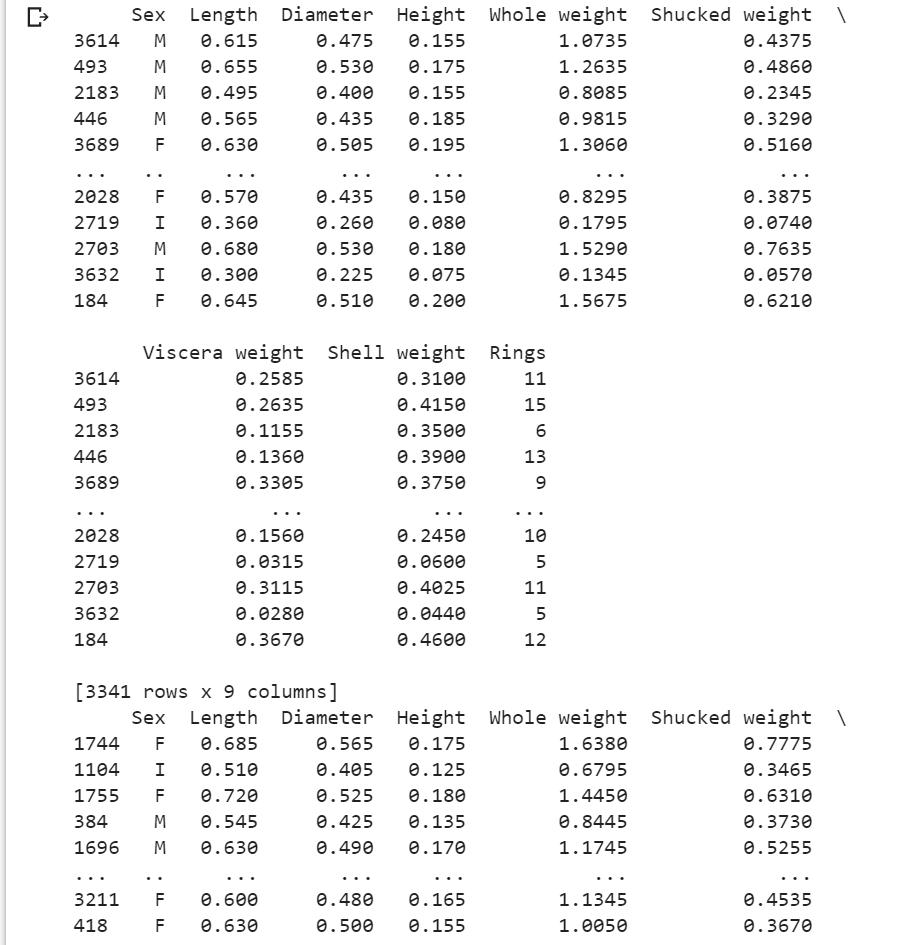 Sex Length Diameter Height Whole weight Shucked weight \
3614 M 0.615 0.475 0.155 1.0735 0.4375
493 M 0.655 0.530 0.175 1.2635 0.4860
2183 M 0.495 0.400 0.155 0.8085 0.2345
446 M 0.565 0.435 0.185 0.9815 0.3290
3689 F 0.630 0.505 0.195 1.3060 0.5160
... .. ... ... ... ... ...
2028 F 0.570 0.435 0.150 0.8295 0.3875
2719 I 0.360 0.260 0.080 0.1795 0.0740
2703 M 0.680 0.530 0.180 1.5290 0.7635
3632 I 0.300 0.225 0.075 0.1345 0.0570
184 F 0.645 0.510 0.200 1.5675 0.6210
Viscera weight Shell weight Rings
3614 0.2585 0.3100 11
493 0.2635 0.4150 15
2183 0.1155 0.3500 6
446 0.1360 0.3900 13
3689 0.3305 0.3750 9
... ... ... ...
2028 0.1560 0.2450 10
2719 0.0315 0.0600 5
2703 0.3115 0.4025 11
3632 0.0280 0.0440 5
184 0.3670 0.4600 12
[3341 rows x 9 columns]
Sex Length Diameter Height Whole weight Shucked weight \
1744 F 0.685 0.565 0.175 1.6380 0.7775
1104 I 0.510 0.405 0.125 0.6795 0.3465
1755 F 0.720 0.525 0.180 1.4450 0.6310
384 M 0.545 0.425 0.135 0.8445 0.3730
1696 M 0.630 0.490 0.170 1.1745 0.5255
... .. ... ... ... ... ...
3211 F 0.600 0.480 0.165 1.1345 0.4535
418 F 0.630 0.500 0.155 1.0050 0.3670